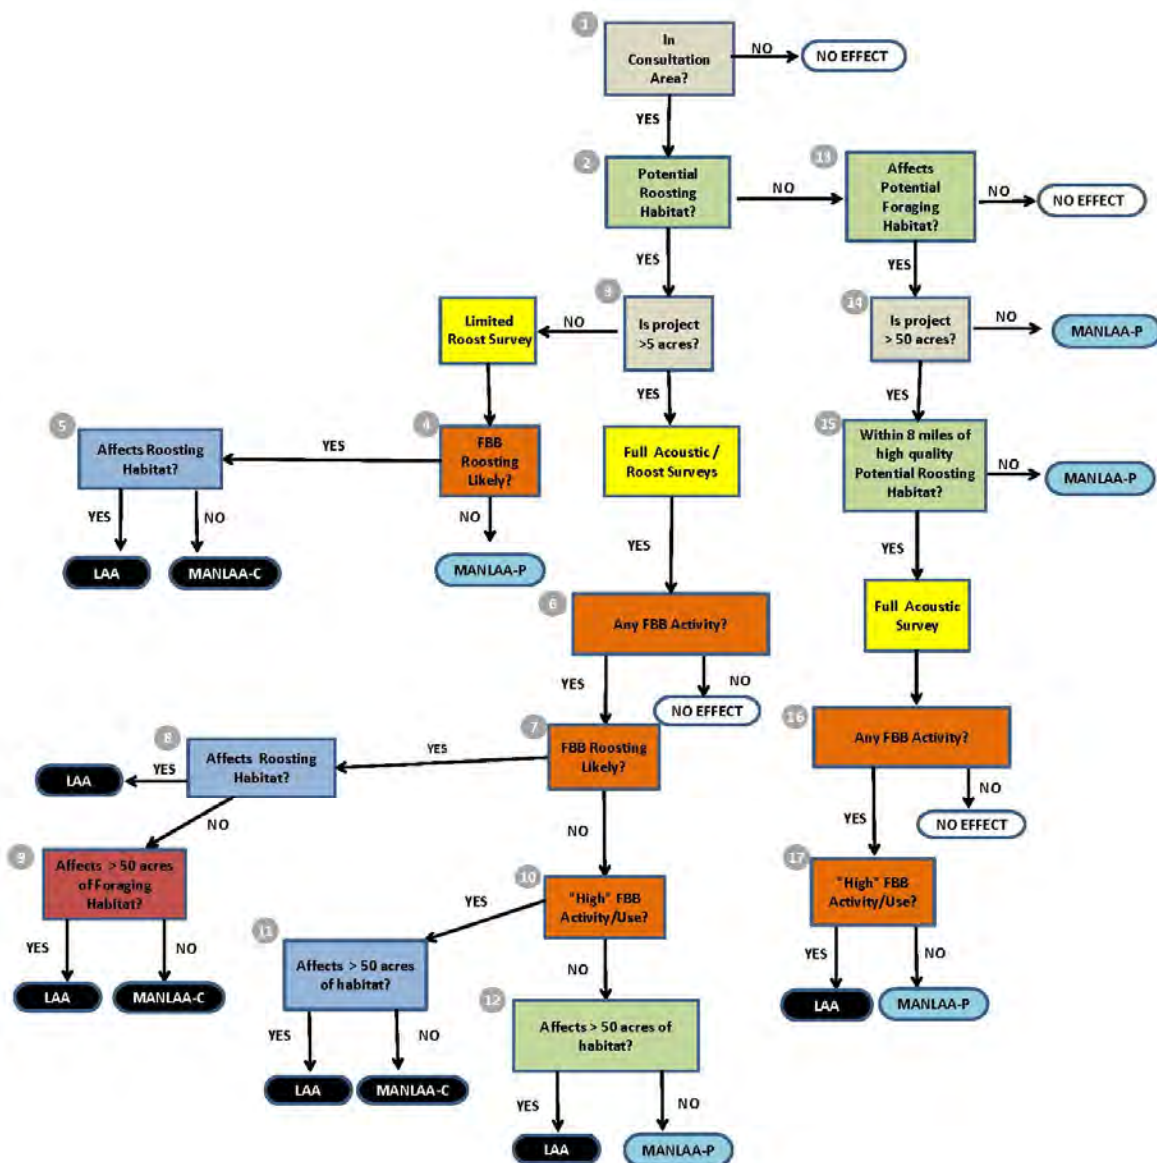 1
In
Consultation
Area?
NO
NO EFFECT
YES
2
Potential
Roosting
Habitat?
NO
13
Affects
Potential
Foraging
Habitat?
NO
NO EFFECT
YES
YES
3
Is project
>5 acres?
NO
Limited
Roost Survey
14
Is project
> 50 acres?
NO
MANLAA-P
YES
YES
5
Affects Roosting
Habitat?
YES
4
FBB
Roosting
Likely?
Full Acoustic /
Roost Surveys
15
Within 8 miles of
high quality
Potential Roosting
Habitat?
NO
MANLAA-P
YES
NO
NO
YES
YES
LAA
MANLAA-C
MANLAA-P
Full Acoustic
Survey
6
Any FBB Activity?
YES
NO
NO EFFECT
7
FBB Roosting
Likely?
YES
8
Affects Roosting
Habitat?
YES
LAA
NO
16
Any FBB Activity?
YES
NO
NO EFFECT
9
Affects > 50 acres
of Foraging
Habitat?
NO
YES
NO
LAA
MANLAA-C
10
"High" FBB
Activity/Use?
YES
17
"High" FBB
Activity/Use?
YES
NO
LAA
MANLAA-P
11
Affects > 50 acres
of habitat?
NO
YES
NO
LAA
MANLAA-C
12
Affects > 50 acres of
habitat?
YES
NO
LAA
MANLAA-P